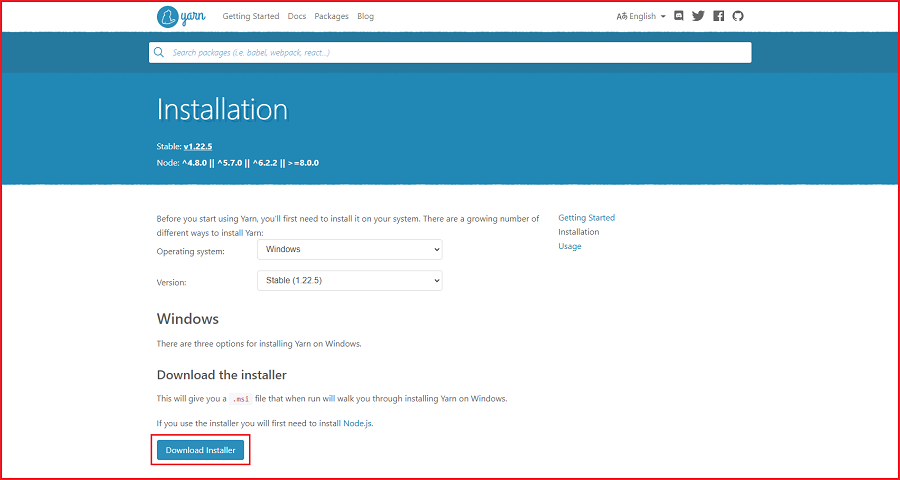 yarn Getting Started Docs Packages Blog A English
Search packages (i.e. babel, webpack, react...)
Installation
Stable: v1.22.5
Node: ^4.8.0 || ^5.7.0 || ^6.2.2 || >=8.0.0
Before you start using Yarn, you'll first need to install it on your system. There are a growing number of
different ways to install Yarn:
Operating system: Windows
Version: Stable (1.22.5)
Getting Started
Installation
Usage
Windows
There are three options for installing Yarn on Windows.
Download the installer
This will give you a .msi file that when run will walk you through installing Yarn on Windows.
If you use the installer you will first need to install Node.js.
Download Installer